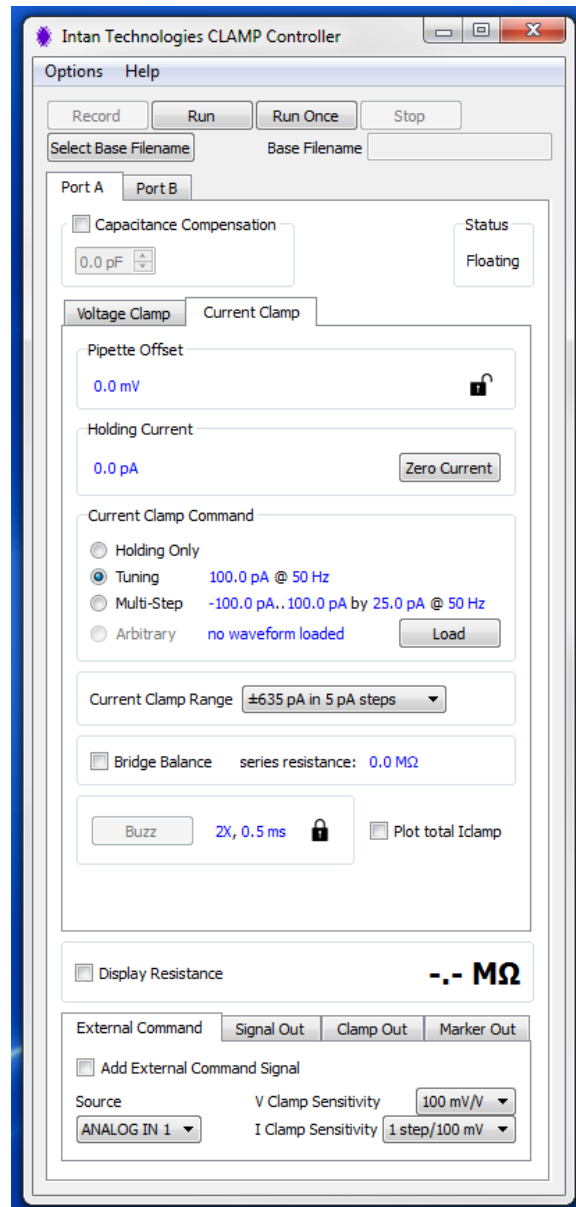 Intan Technologies CLAMP Controller
Options Help
Record Run Run Once Stop
Select Base Filename Base Filename
Port A Port B
Capacitance Compensation Status
0.0 pF Floating
Voltage Clamp Current Clamp
Pipette Offset
0.0 mV
Holding Current
0.0 pA Zero Current
Current Clamp Command
Holding Only
Tuning 100.0 pA @ 50 Hz
Multi-Step -100.0 pA..100.0 pA by 25.0 pA @ 50 Hz
Arbitrary no waveform loaded Load
Current Clamp Range ±635 pA in 5 pA steps
Bridge Balance series resistance: 0.0 MΩ
Buzz 2X, 0.5 ms Plot total Iclamp
Display Resistance -.- MΩ
External Command Signal Out Clamp Out Marker Out
Add External Command Signal
Source V Clamp Sensitivity 100 mV/V
ANALOG IN 1 I Clamp Sensitivity 1 step/100 mV